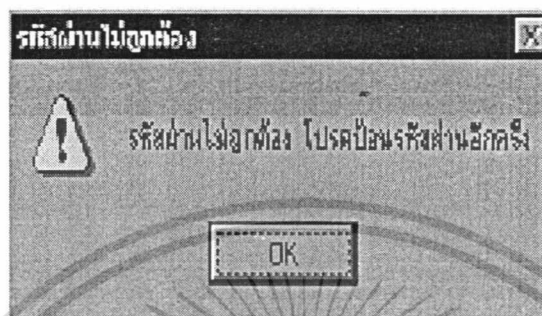 รหัสผ่านไม่ถูกต้อง
รหัสผ่านไม่ถูกต้อง โปรดป้อนรหัสผ่านอีกครั้ง
OK